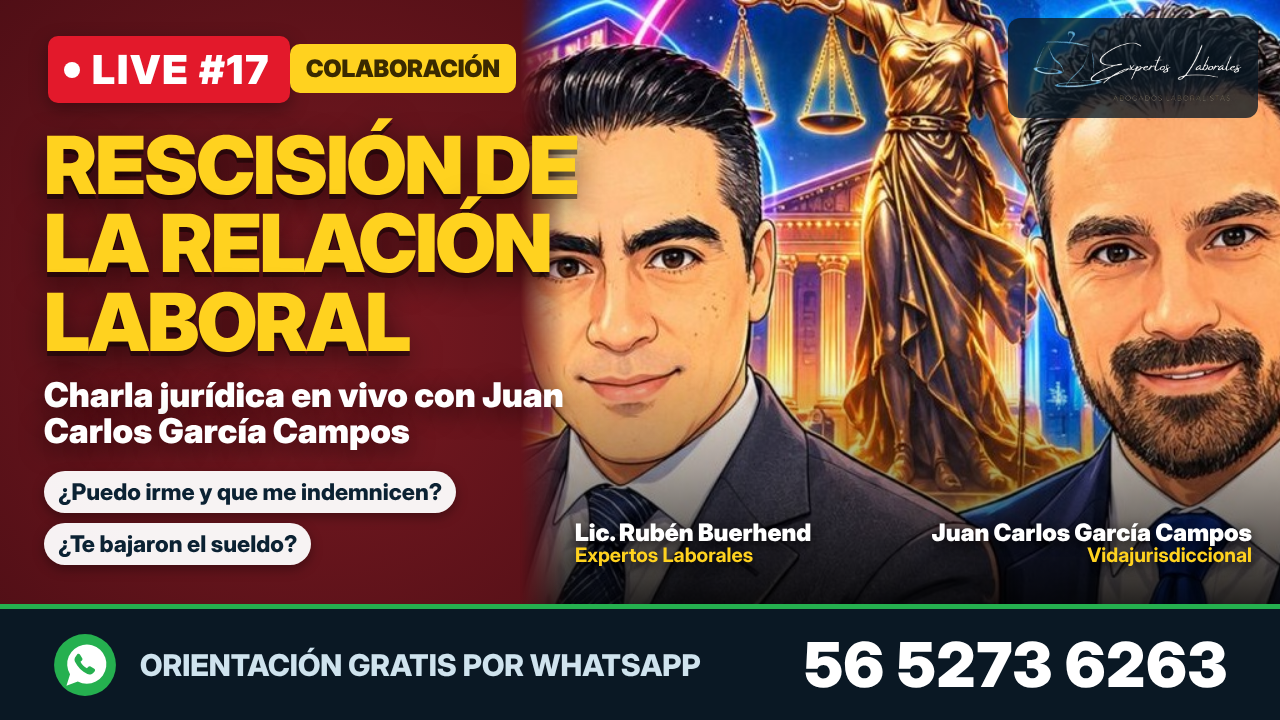 LIVE #17
COLABORACIÓN
Expertos Laborales
ABOGADOS LABORALISTAS
RESCISIÓN DE
LA RELACIÓN
LABORAL
Charla jurídica en vivo con Juan
Carlos García Campos
¿Puedo irme y que me indemnicen?
¿Te bajaron el sueldo?
Lic. Rubén Buerhend
Expertos Laborales
Juan Carlos García Campos
Vidajurisdiccional
ORIENTACIÓN GRATIS POR WHATSAPP
56 5273 6263